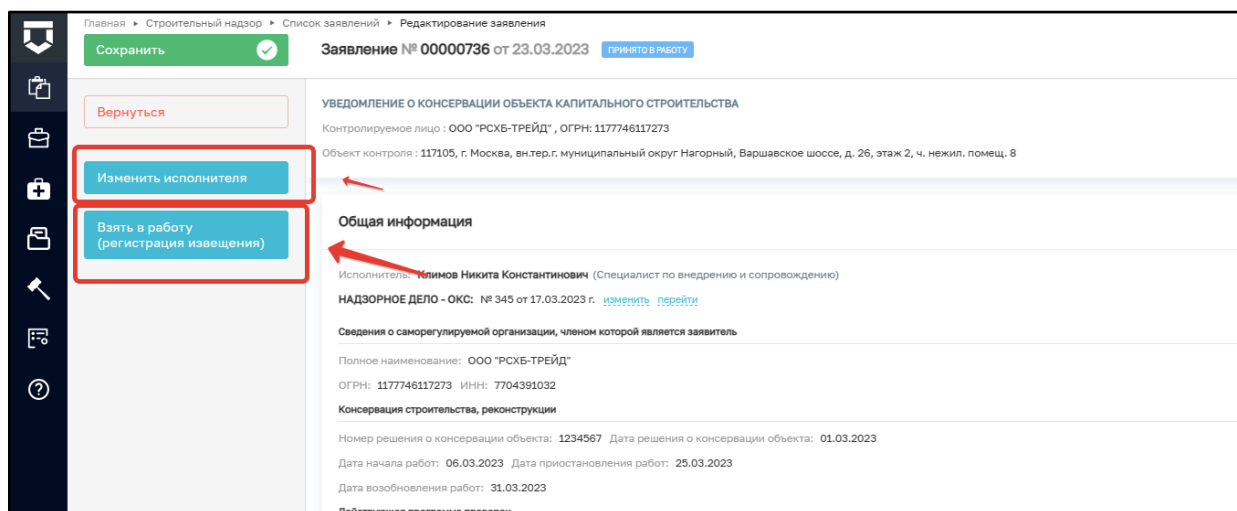 Главная ▸ Строительный надзор ▸ Список заявлений ▸ Редактирование заявления
Сохранить
Заявление № 00000736 от 23.03.2023 ПРИНЯТО В РАБОТУ
Вернуться
УВЕДОМЛЕНИЕ О КОНСЕРВАЦИИ ОБЪЕКТА КАПИТАЛЬНОГО СТРОИТЕЛЬСТВА
Контролируемое лицо : ООО "РСХБ-ТРЕЙД" , ОГРН: 1177746117273
Объект контроля : 117105, г. Москва, вн.тер.г. муниципальный округ Нагорный, Варшавское шоссе, д. 26, этаж 2, ч. нежил. помещ. 8
Изменить исполнителя
Взять в работу
(регистрация извещения)
Общая информация
Исполнитель: Климов Никита Константинович (Специалист по внедрению и сопровождению)
НАДЗОРНОЕ ДЕЛО - ОКС: № 345 от 17.03.2023 г. изменить перейти
Сведения о саморегулируемой организации, членом которой является заявитель
Полное наименование: ООО "РСХБ-ТРЕЙД"
ОГРН: 1177746117273 ИНН: 7704391032
Консервация строительства, реконструкции
Номер решения о консервации объекта: 1234567 Дата решения о консервации объекта: 01.03.2023
Дата начала работ: 06.03.2023 Дата приостановления работ: 25.03.2023
Дата возобновления работ: 31.03.2023
Действующая программа проверок